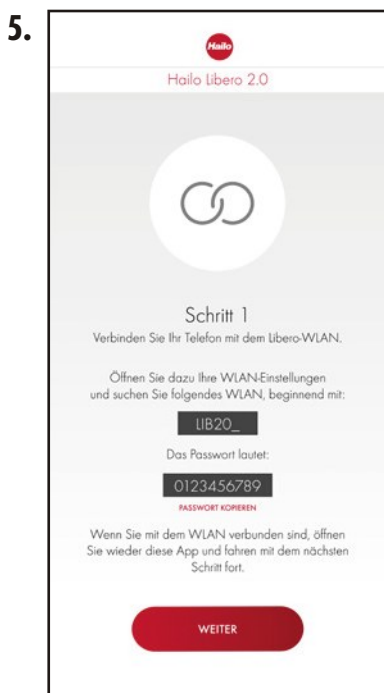 5.
Hailo
Hailo Libero 2.0
Schritt 1
Verbinden Sie Ihr Telefon mit dem Libero-WLAN.
Öffnen Sie dazu Ihre WLAN-Einstellungen
und suchen Sie folgendes WLAN, beginnend mit:
LIB20_
Das Passwort lautet:
0123456789
PASSWORT KOPIEREN
Wenn Sie mit dem WLAN verbunden sind, öffnen
Sie wieder diese App und fahren mit dem nächsten
Schritt fort.
WEITER